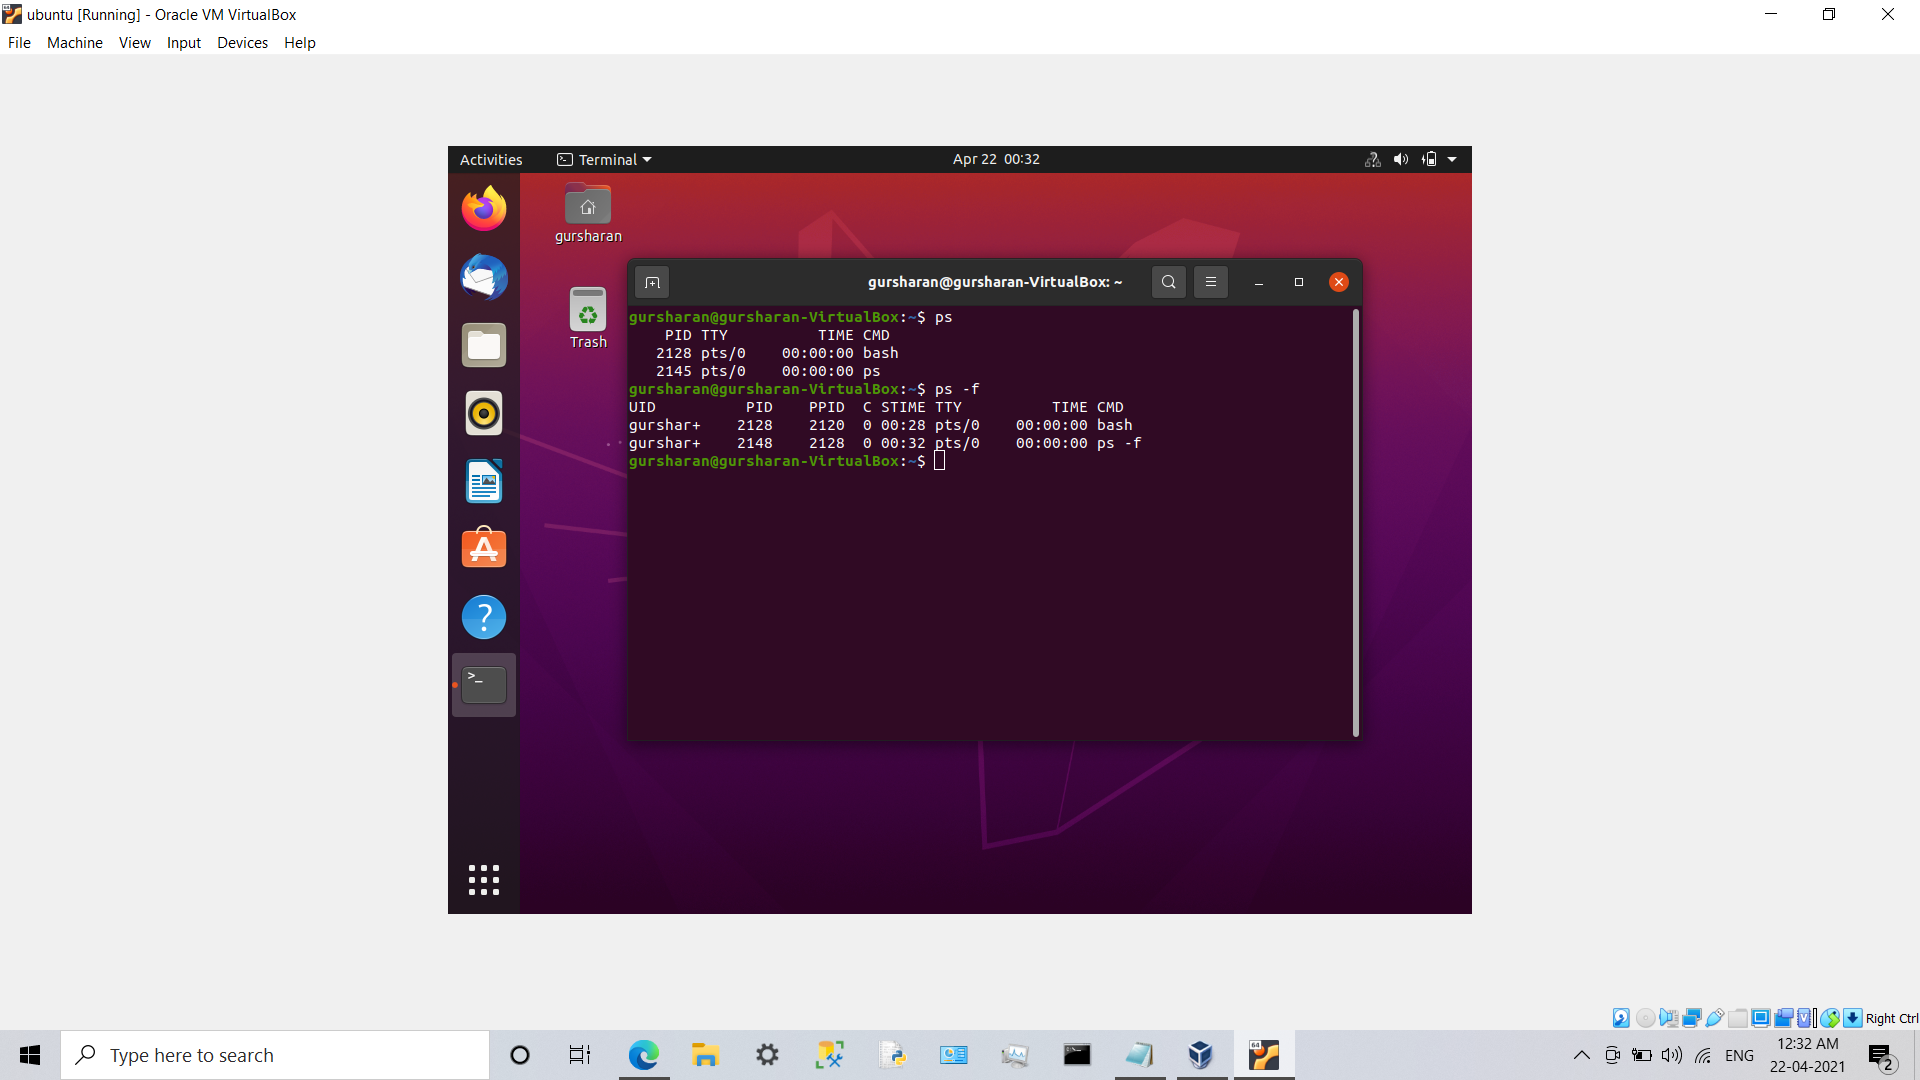 ubuntu [Running] - Oracle VM VirtualBox
File Machine View Input Devices Help
Activities Terminal Apr 22 00:32
gursharan
Trash
gursharan@gursharan-VirtualBox: ~
gursharan@gursharan-VirtualBox:~$ ps
    PID TTY          TIME CMD
   2128 pts/0    00:00:00 bash
   2145 pts/0    00:00:00 ps
gursharan@gursharan-VirtualBox:~$ ps -f
UID          PID    PPID  C STIME TTY          TIME CMD
gurshar+    2128    2120  0 00:28 pts/0    00:00:00 bash
gurshar+    2148    2128  0 00:32 pts/0    00:00:00 ps -f
gursharan@gursharan-VirtualBox:~$
Right Ctrl
Type here to search
ENG
12:32 AM
22-04-2021
2